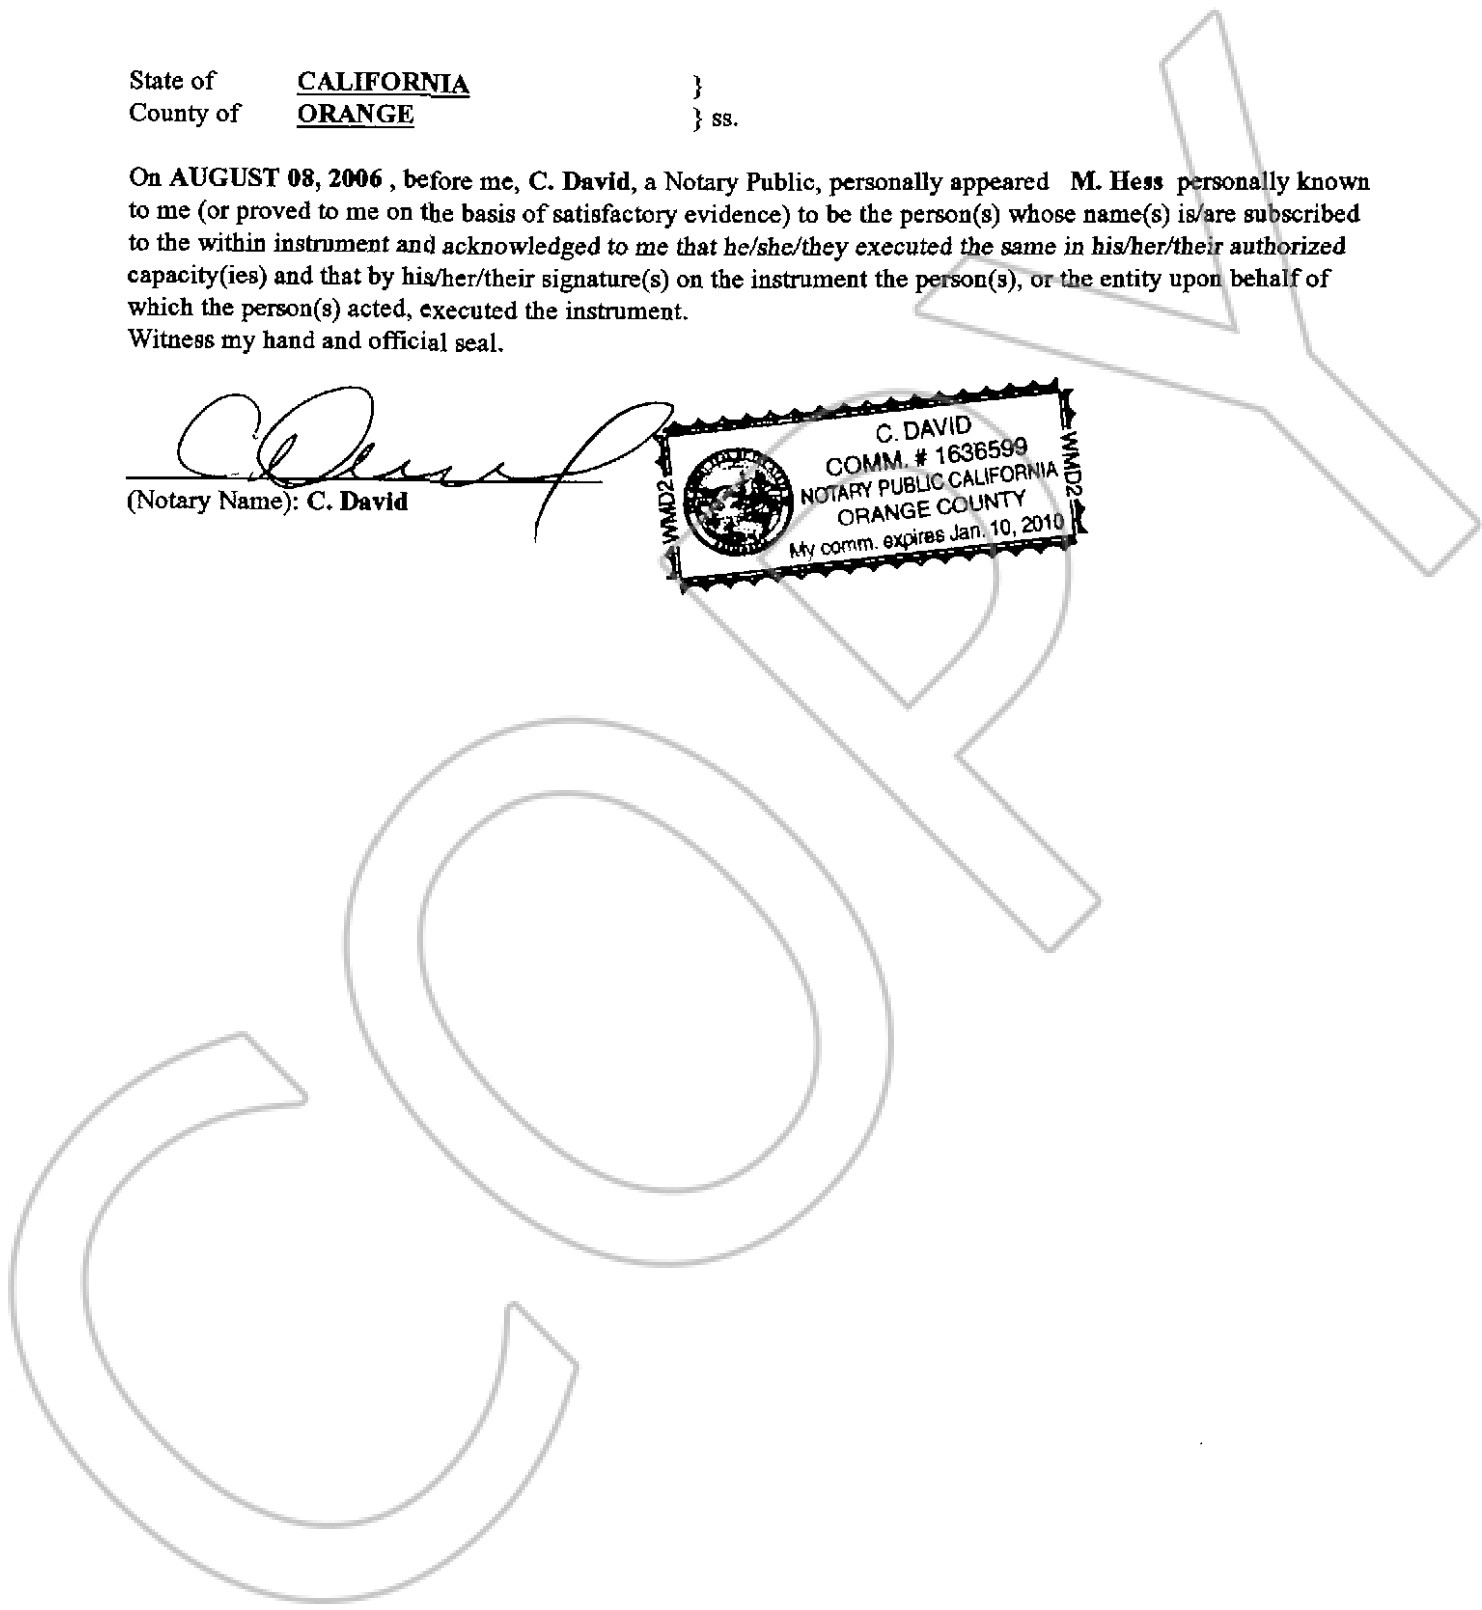 State of CALIFORNIA }
County of ORANGE } ss.
On AUGUST 08, 2006 , before me, C. David, a Notary Public, personally appeared M. Hess personally known
to me (or proved to me on the basis of satisfactory evidence) to be the person(s) whose name(s) is/are subscribed
to the within instrument and acknowledged to me that he/she/they executed the same in his/her/their authorized
capacity(ies) and that by his/her/their signature(s) on the instrument the person(s), or the entity upon behalf of
which the person(s) acted, executed the instrument.
Witness my hand and official seal.
(Notary Name): C. David
C. DAVID
COMM. # 1636599
NOTARY PUBLIC CALIFORNIA
ORANGE COUNTY
My comm. expires Jan. 10, 2010
WMD2
WMD2
COPY